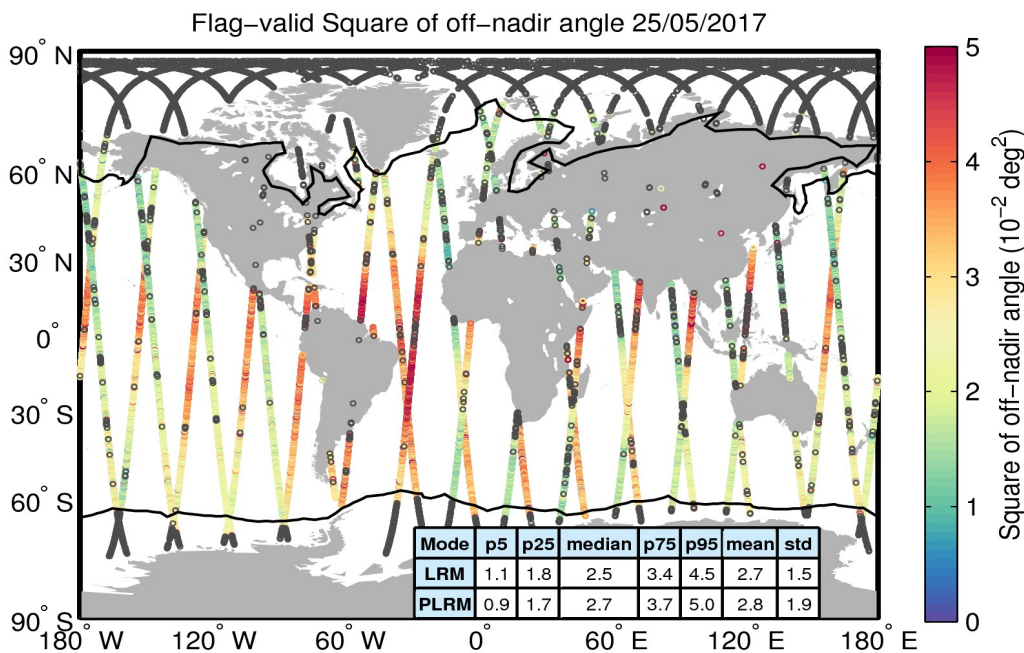 Flag−valid Square of off−nadir angle 25/05/2017
90° N
60° N
30° N
0°
30° S
60° S
90° S
180° W 120° W 60° W 0° 60° E 120° E 180° E
Mode p5 p25 median p75 p95 mean std
LRM 1.1 1.8 2.5 3.4 4.5 2.7 1.5
PLRM 0.9 1.7 2.7 3.7 5.0 2.8 1.9
5
4
3
2
1
0
Square of off−nadir angle (10⁻² deg²)